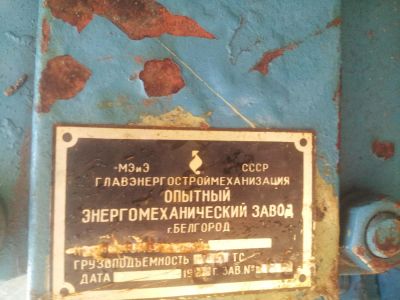 МЭиЭ СССР
ГЛАВЭНЕРГОСТРОЙМЕХАНИЗАЦИЯ
ОПЫТНЫЙ
ЭНЕРГОМЕХАНИЧЕСКИЙ ЗАВОД
г.БЕЛГОРОД
ГРУЗОПОДЪЕМНОСТЬ ТС
ДАТА Г. ЗАВ.№